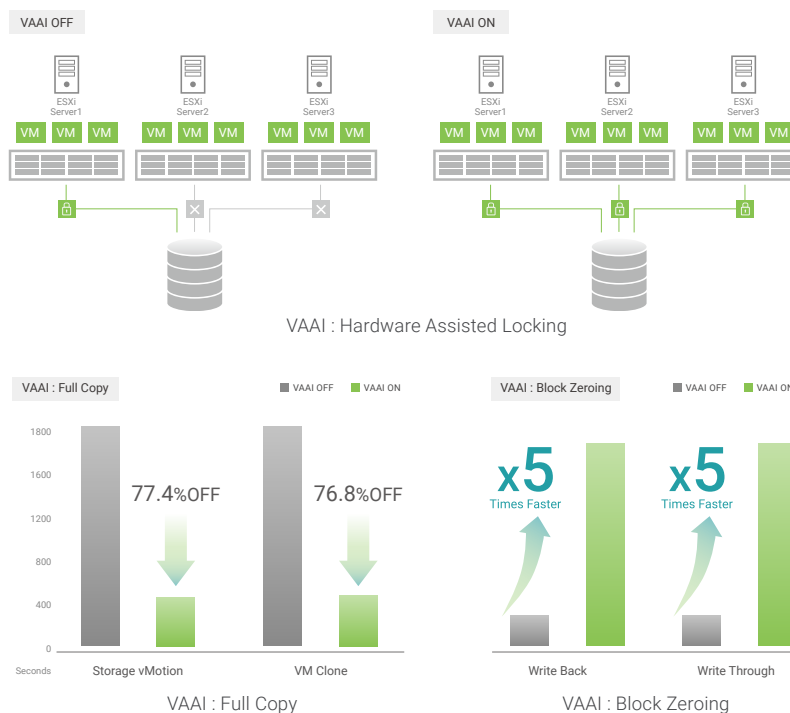 VAAI OFF
ESXi
Server1
ESXi
Server2
ESXi
Server3
VM VM VM VM VM VM VM VM VM
VAAI ON
ESXi
Server1
ESXi
Server2
ESXi
Server3
VM VM VM VM VM VM VM VM VM
VAAI : Hardware Assisted Locking
VAAI : Full Copy
VAAI OFF VAAI ON
1800
1600
1200
800
400
0
Seconds
77.4%OFF
76.8%OFF
Storage vMotion VM Clone
VAAI : Full Copy
VAAI : Block Zeroing
VAAI OFF VAAI ON
x5
Times Faster
x5
Times Faster
Write Back Write Through
VAAI : Block Zeroing